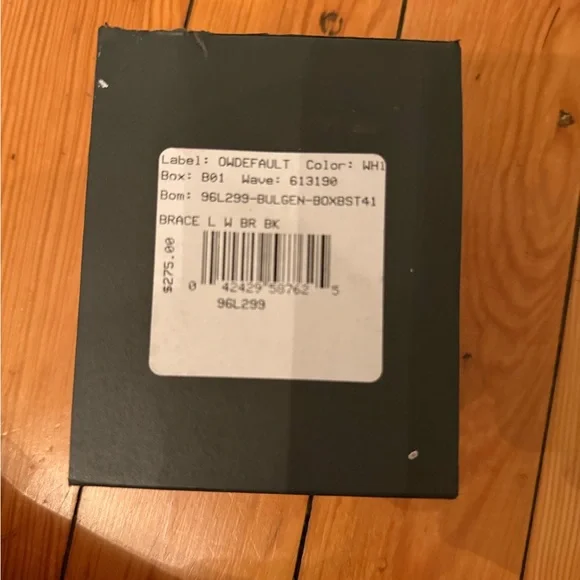 Label: OWDEFAULT Color: WH1
Box: B01 Wave: 613190
Bom: 96L299-BULGEN-BOXBST41
BRACE L W BR BK
$275.00
0 42429 58762 5
96L299